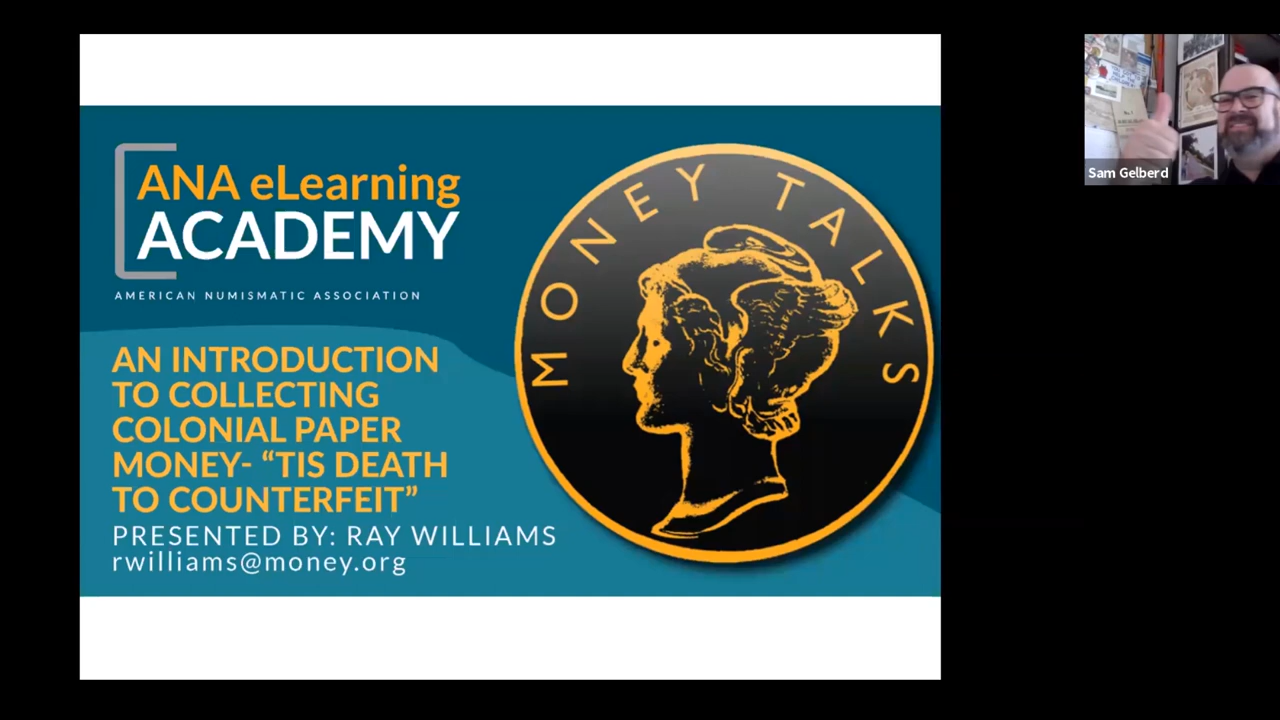 ANA eLearning
ACADEMY
AMERICAN NUMISMATIC ASSOCIATION
AN INTRODUCTION
TO COLLECTING
COLONIAL PAPER
MONEY- “TIS DEATH
TO COUNTERFEIT”
PRESENTED BY: RAY WILLIAMS
rwilliams@money.org
MONEY TALKS
Sam Gelberd